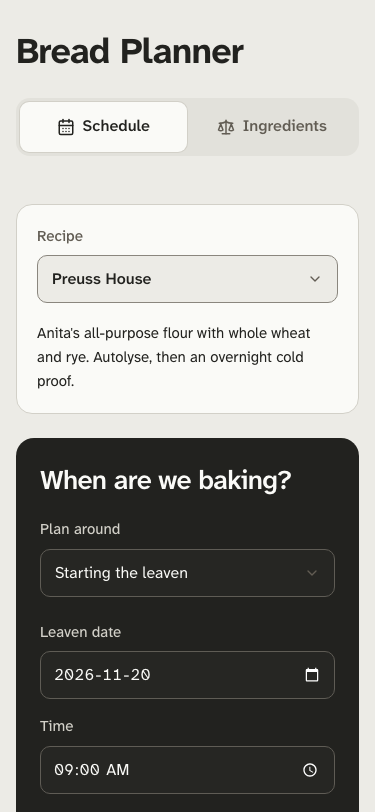 Bread Planner
Schedule
Ingredients
Recipe
Preuss House
Anita's all-purpose flour with whole wheat
and rye. Autolyse, then an overnight cold
proof.
When are we baking?
Plan around
Starting the leaven
Leaven date
2026-11-20
Time
09:00 AM